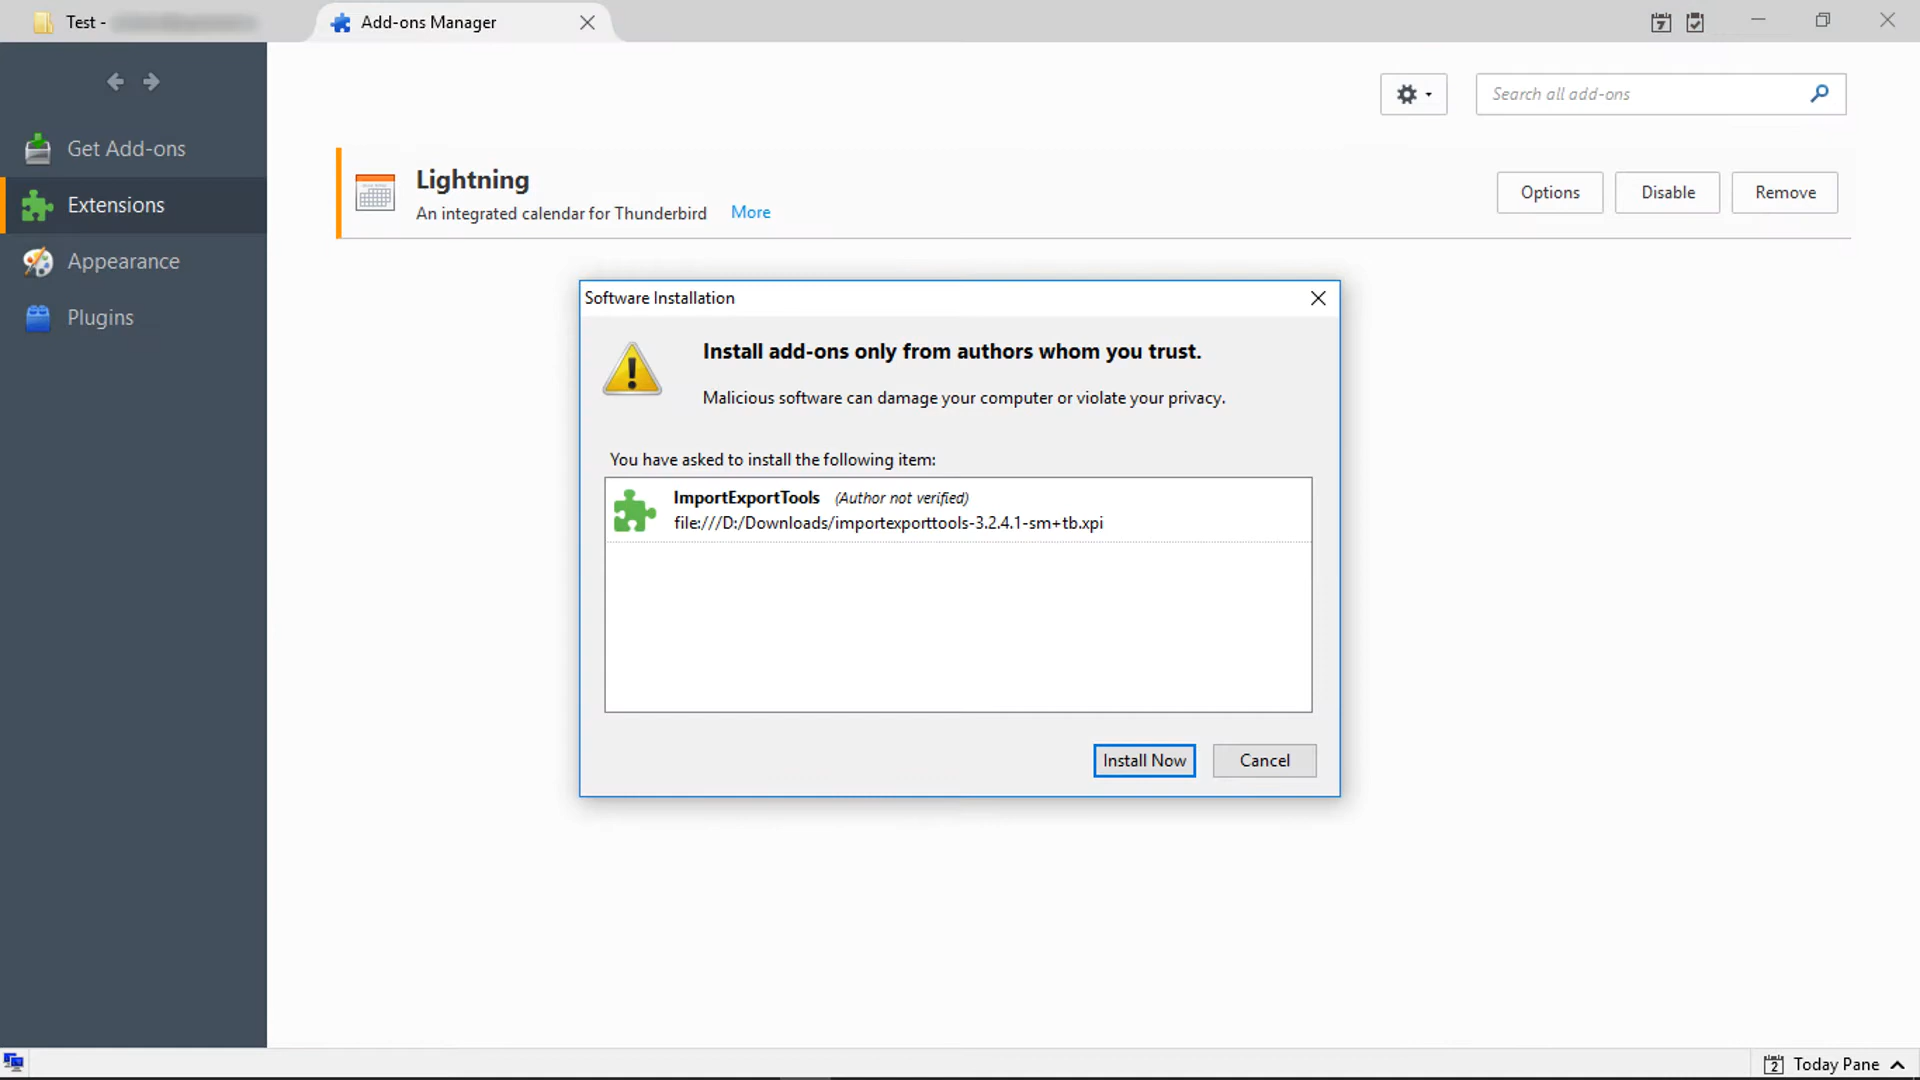 Test -
Add-ons Manager
7
Search all add-ons
Get Add-ons
Extensions
Appearance
Plugins
Lightning
An integrated calendar for Thunderbird More
Options
Disable
Remove
Software Installation
Install add-ons only from authors whom you trust.
Malicious software can damage your computer or violate your privacy.
You have asked to install the following item:
ImportExportTools (Author not verified)
file:///D:/Downloads/importexporttools-3.2.4.1-sm+tb.xpi
Install Now
Cancel
2 Today Pane